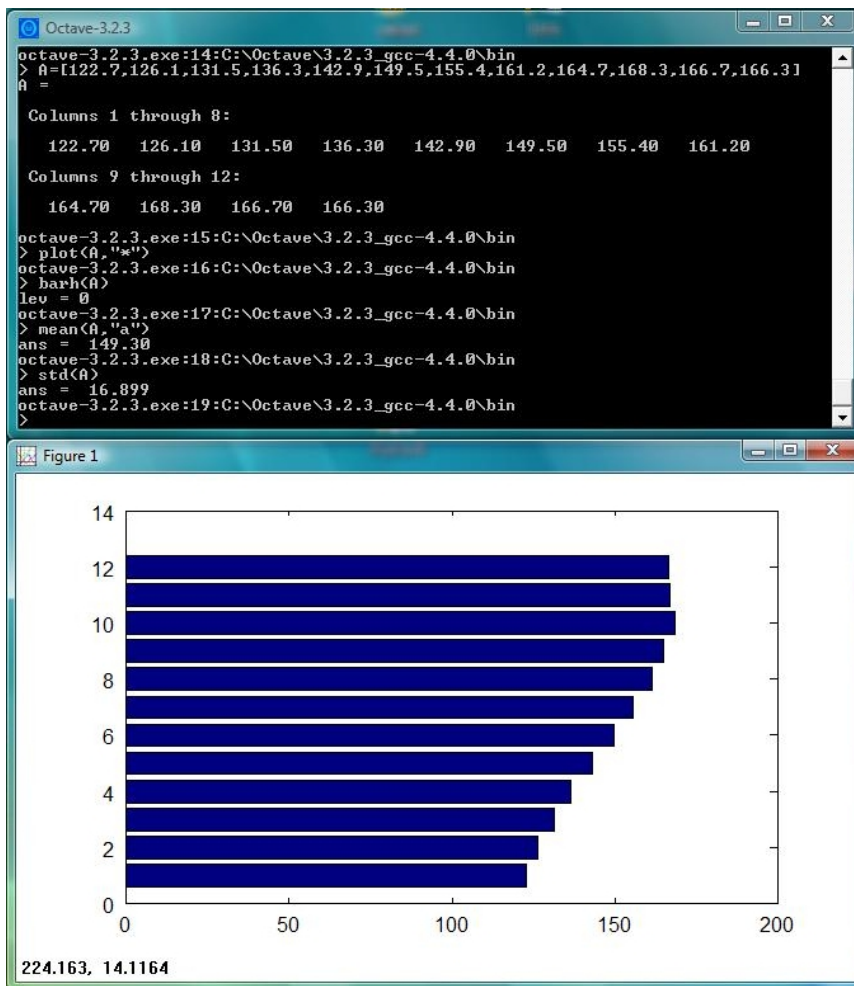 Octave-3.2.3
octave-3.2.3.exe:14:C:\Octave\3.2.3_gcc-4.4.0\bin
> A=[122.7,126.1,131.5,136.3,142.9,149.5,155.4,161.2,164.7,168.3,166.7,166.3]
A =
Columns 1 through 8:
122.70 126.10 131.50 136.30 142.90 149.50 155.40 161.20
Columns 9 through 12:
164.70 168.30 166.70 166.30
octave-3.2.3.exe:15:C:\Octave\3.2.3_gcc-4.4.0\bin
> plot(A,"*")
octave-3.2.3.exe:16:C:\Octave\3.2.3_gcc-4.4.0\bin
> barh(A)
lev = 0
octave-3.2.3.exe:17:C:\Octave\3.2.3_gcc-4.4.0\bin
> mean(A,"a")
ans = 149.30
octave-3.2.3.exe:18:C:\Octave\3.2.3_gcc-4.4.0\bin
> std(A)
ans = 16.899
octave-3.2.3.exe:19:C:\Octave\3.2.3_gcc-4.4.0\bin
>
Figure 1
14
12
10
8
6
4
2
0
0 50 100 150 200
224.163, 14.1164